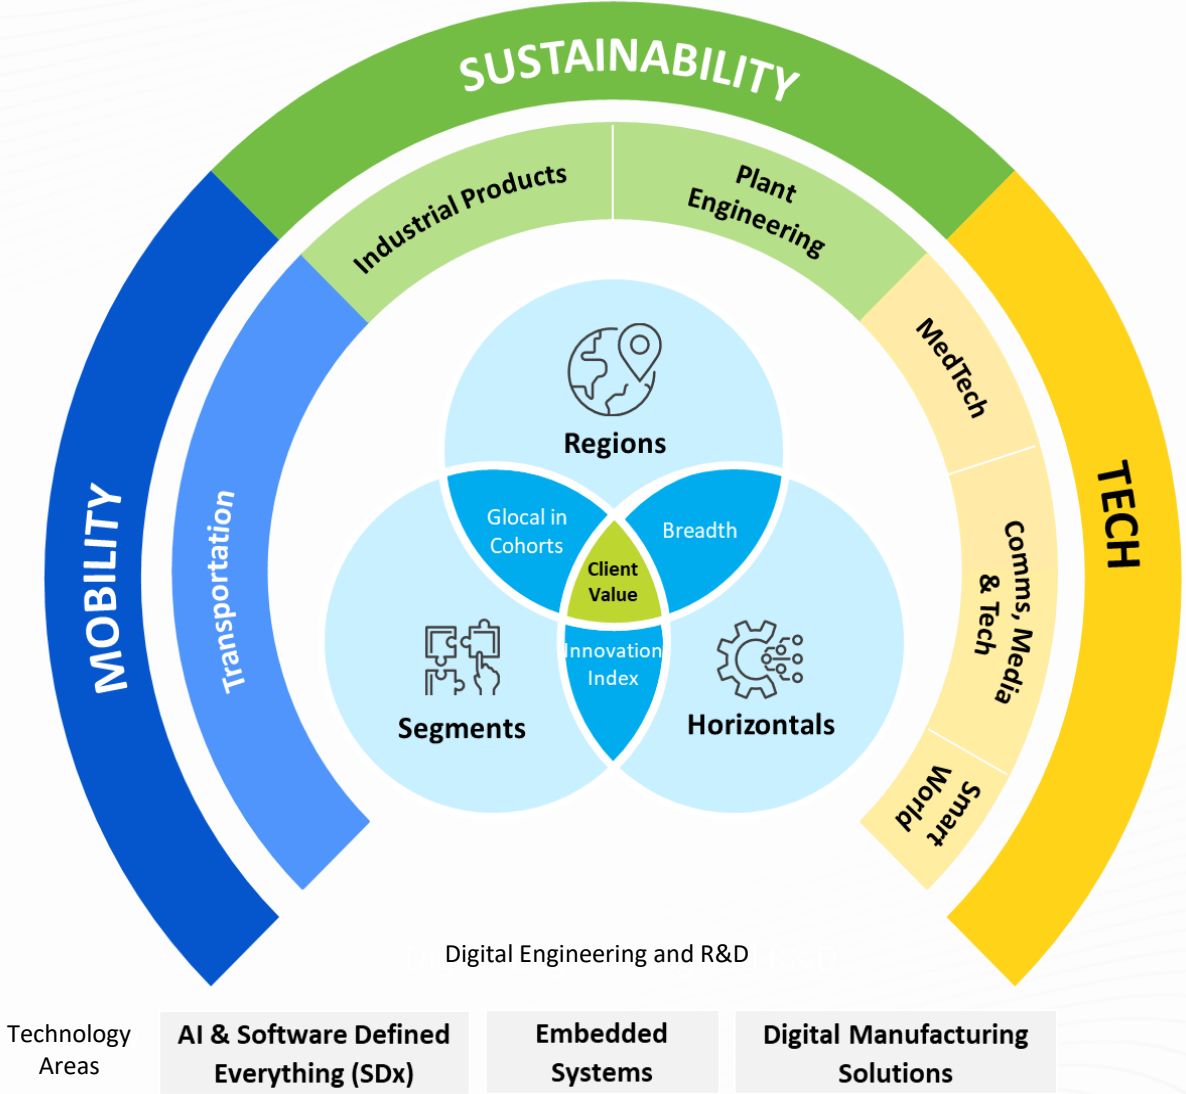 SUSTAINABILITY
Industrial Products
Plant
Engineering
MOBILITY
Transportation
MedTech
TECH
Comms, Media
& Tech
Smart
World
Regions
Glocal in
Cohorts
Breadth
Client
Value
Innovation
Index
Segments
Horizontals
Digital Engineering and R&D
Technology
Areas
AI & Software Defined
Everything (SDx)
Embedded
Systems
Digital Manufacturing
Solutions